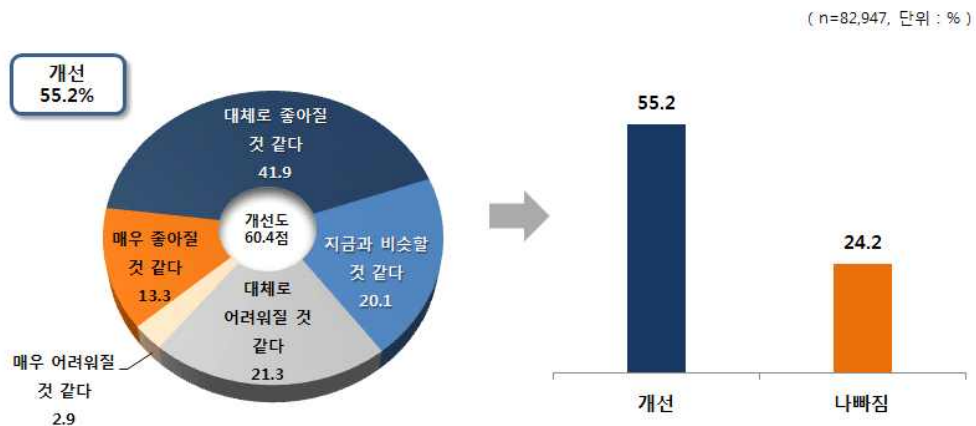 ( n=82,947, 단위 : % )
개선
55.2%
대체로 좋아질
것 같다
41.9
개선도
60.4점
지금과 비슷할
것 같다
20.1
매우 좋아질
것 같다
13.3
대체로
어려워질 것
같다
21.3
매우 어려워질
것 같다
2.9
55.2
24.2
개선
나빠짐